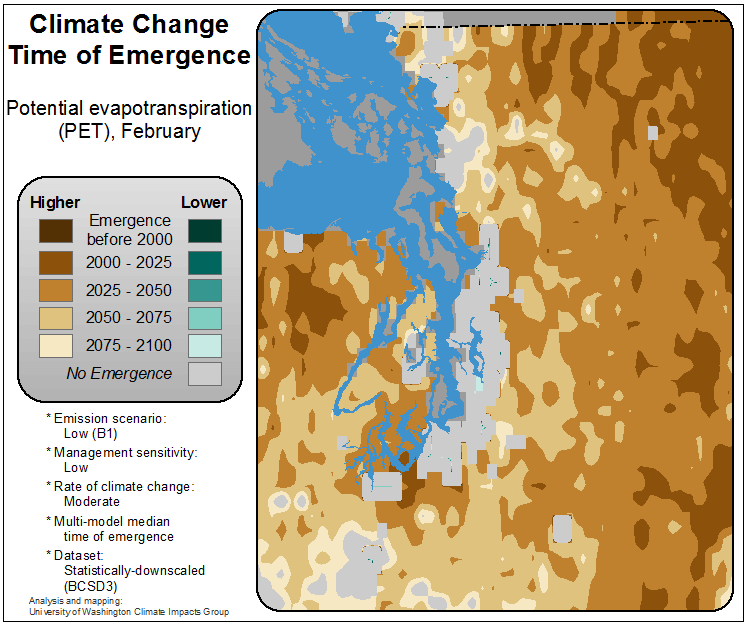 Climate Change
Time of Emergence
Potential evapotranspiration
(PET), February
Higher Lower
Emergence
before 2000
2000 - 2025
2025 - 2050
2050 - 2075
2075 - 2100
No Emergence
* Emission scenario:
Low (B1)
* Management sensitivity:
Low
* Rate of climate change:
Moderate
* Multi-model median
time of emergence
* Dataset:
Statistically-downscaled
(BCSD3)
Analysis and mapping:
University of Washington Climate Impacts Group